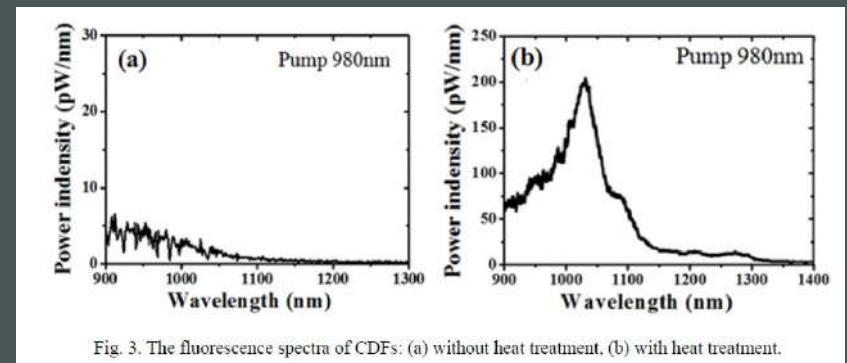 (a)
Pump 980nm
Power indensity (pW/nm)
30
20
10
0
900
1000
1100
1200
1300
Wavelength (nm)
(b)
Pump 980nm
Power indensity (pW/nm)
250
200
150
100
50
0
900
1000
1100
1200
1300
1400
Wavelength (nm)
Fig. 3. The fluorescence spectra of CDFs: (a) without heat treatment, (b) with heat treatment.